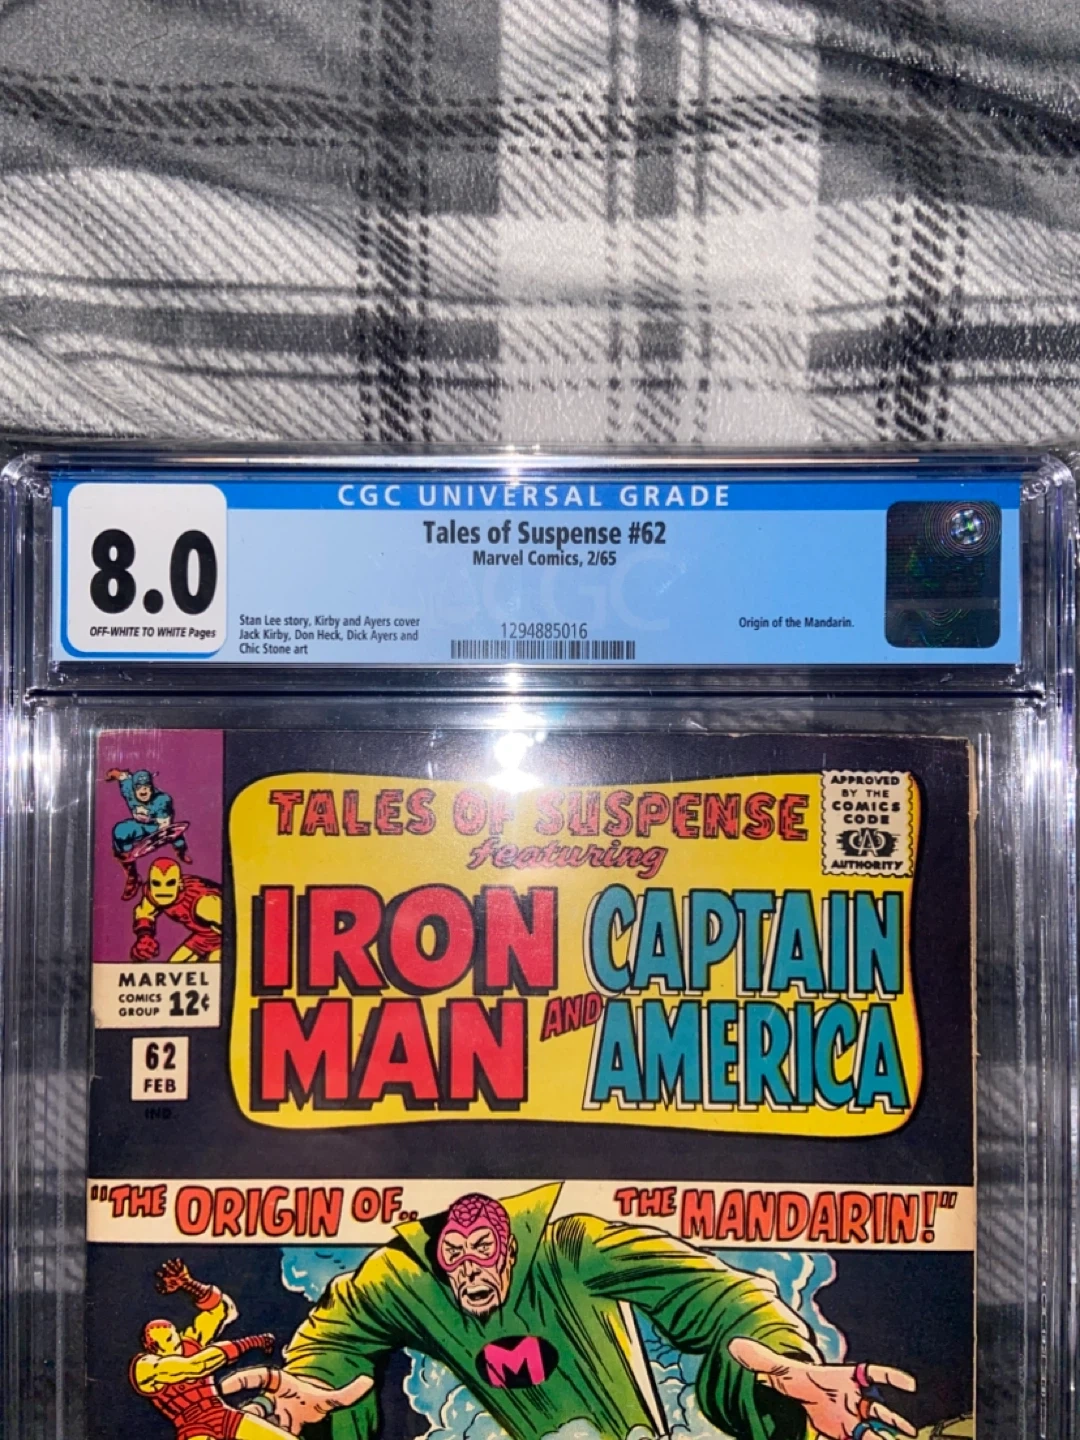 CGC UNIVERSAL GRADE
8.0
OFF-WHITE TO WHITE Pages
Tales of Suspense #62
Marvel Comics, 2/65
Stan Lee story, Kirby and Ayers cover
Jack Kirby, Don Heck, Dick Ayers and
Chic Stone art
1294885016
Origin of the Mandarin.
TALES OF SUSPENSE
featuring
IRON MAN
AND
CAPTAIN AMERICA
APPROVED
BY THE
COMICS
CODE
CA
AUTHORITY
MARVEL
COMICS
GROUP
12¢
62
FEB
IND.
"THE ORIGIN OF.. THE MANDARIN!"
M